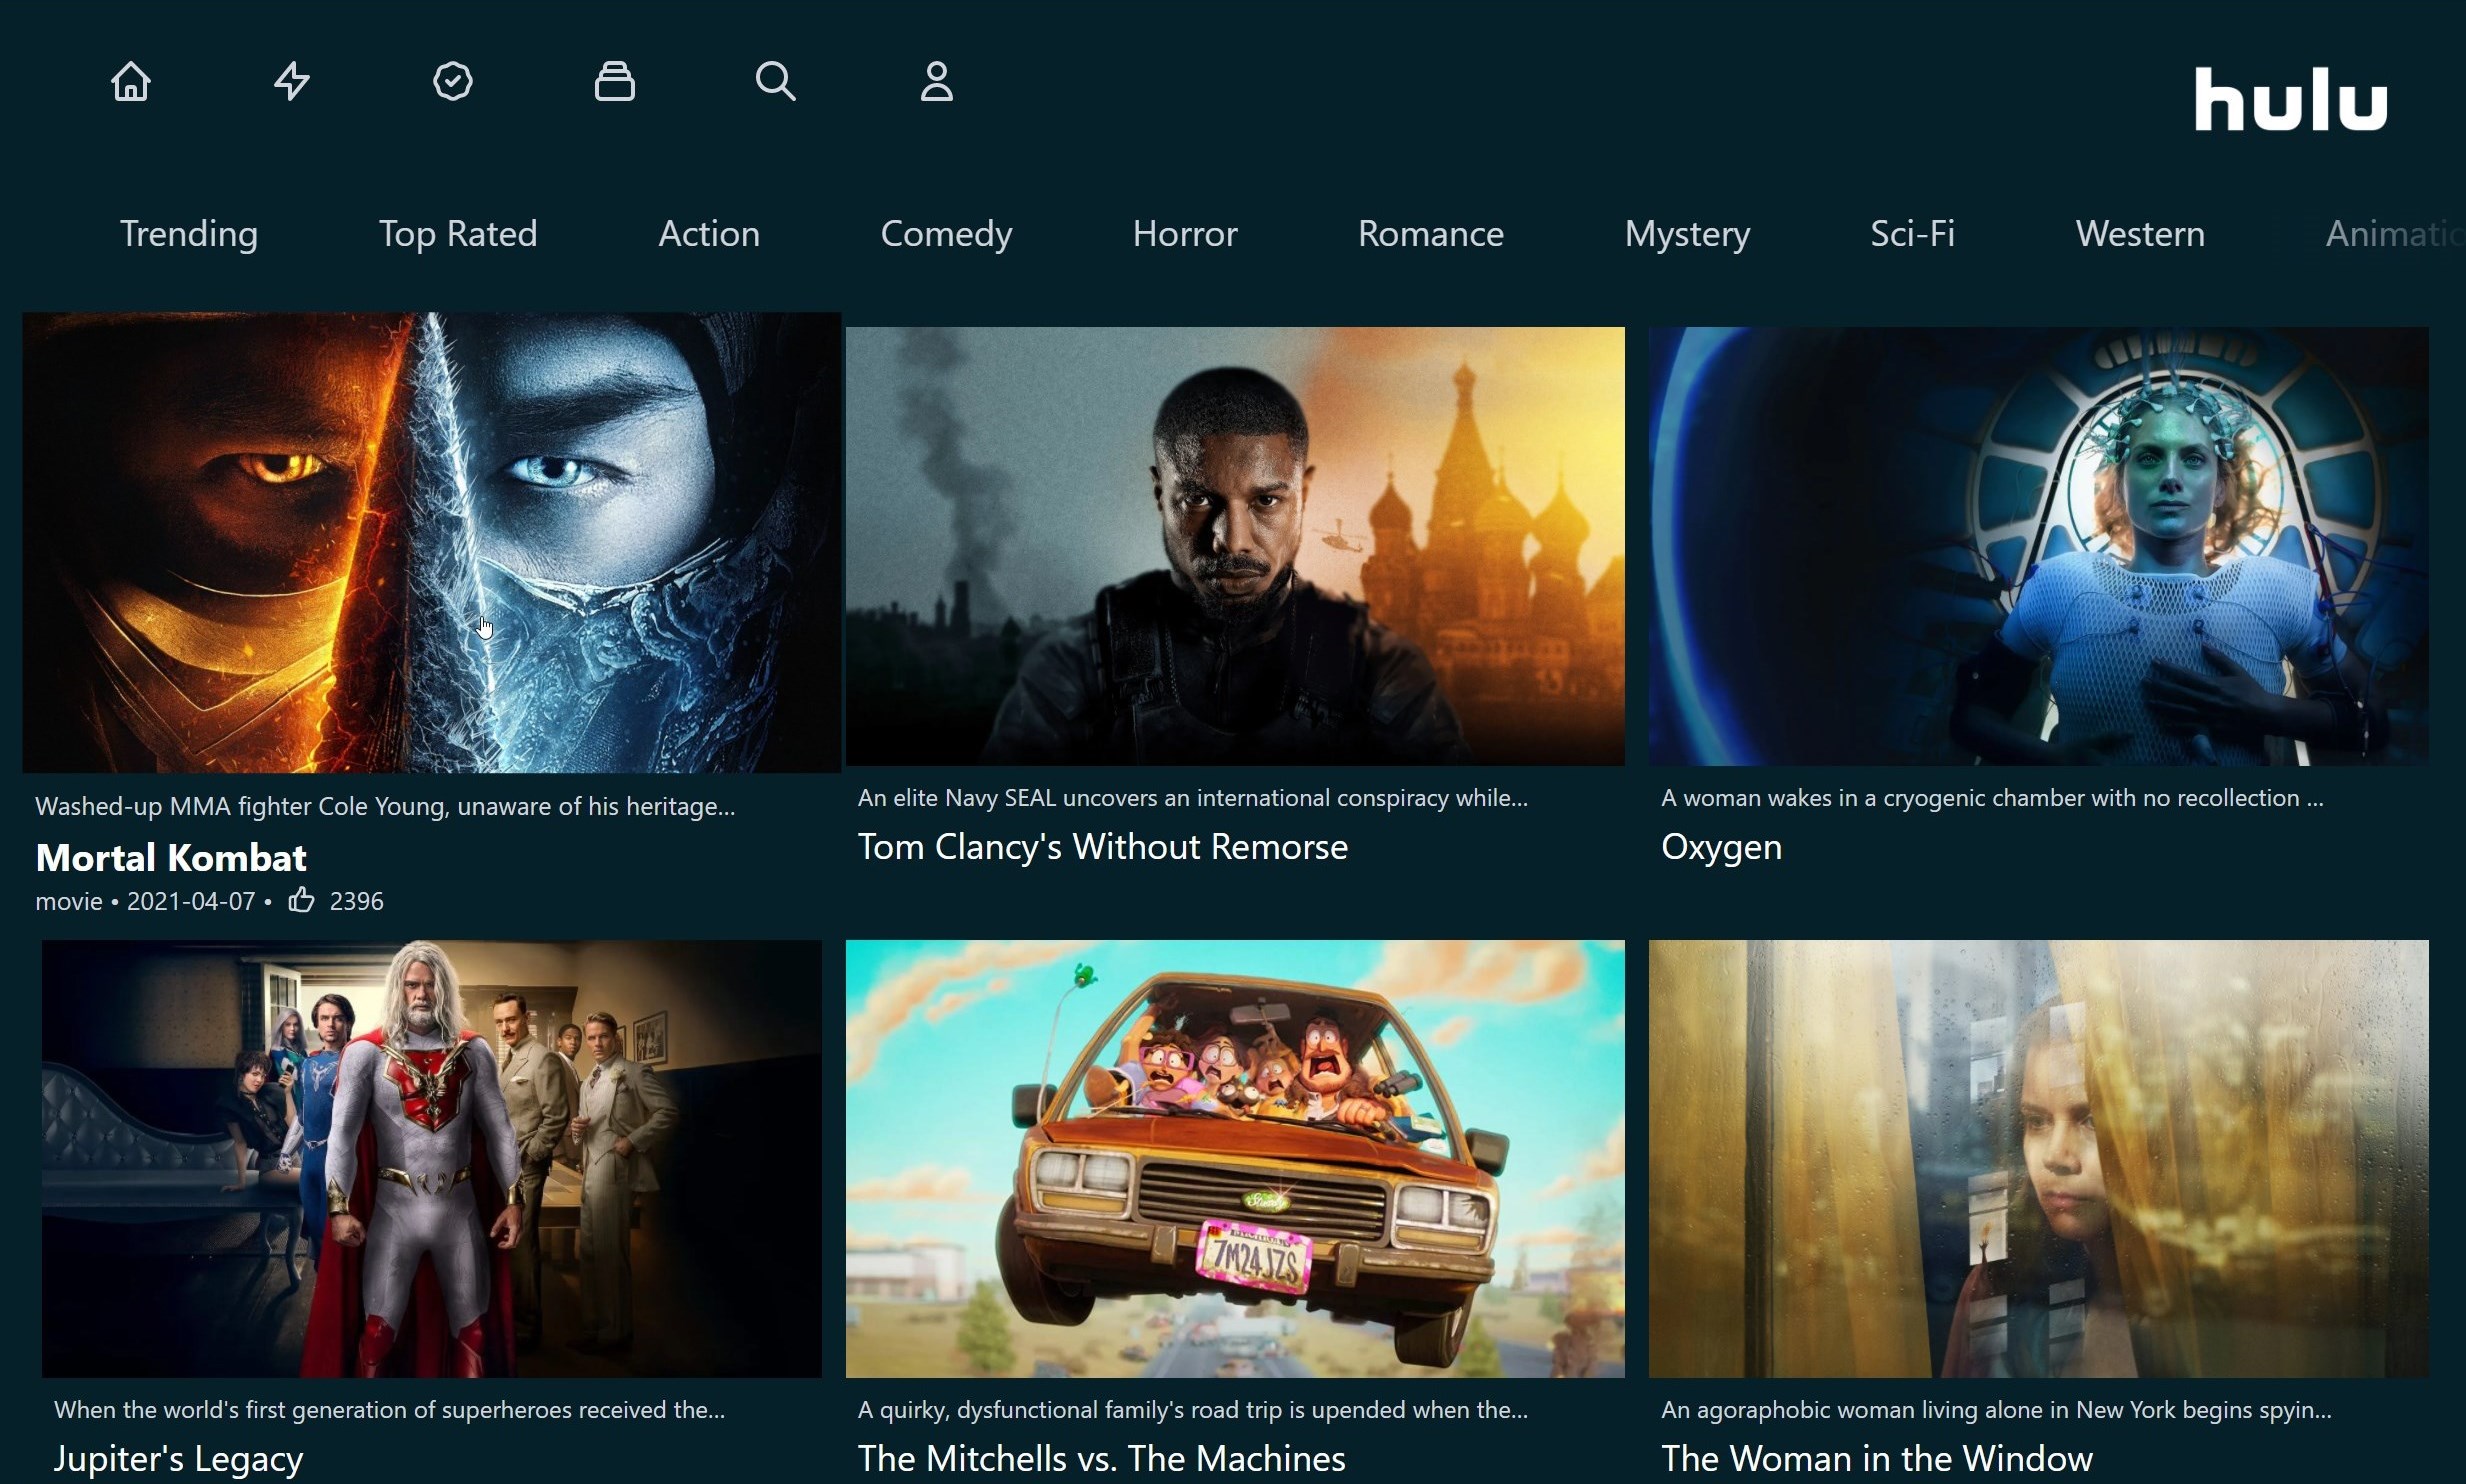 hulu
Trending Top Rated Action Comedy Horror Romance Mystery Sci-Fi Western Animatic
Washed-up MMA fighter Cole Young, unaware of his heritage...
Mortal Kombat
movie • 2021-04-07 • 2396
An elite Navy SEAL uncovers an international conspiracy while...
Tom Clancy's Without Remorse
A woman wakes in a cryogenic chamber with no recollection ...
Oxygen
7M24JZS
When the world's first generation of superheroes received the...
Jupiter's Legacy
A quirky, dysfunctional family's road trip is upended when the...
The Mitchells vs. The Machines
An agoraphobic woman living alone in New York begins spyin...
The Woman in the Window